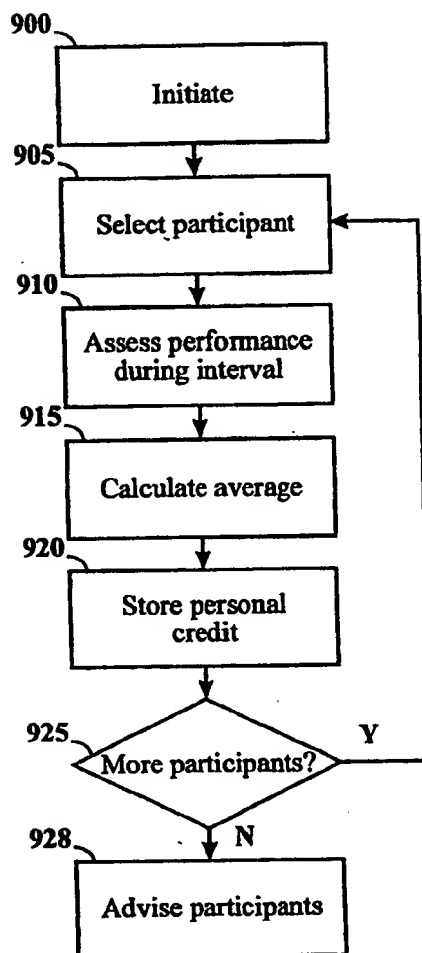 900
Initiate
905
Select participant
910
Assess performance
during interval
915
Calculate average
920
Store personal
credit
925
More participants?
Y
N
928
Advise participants